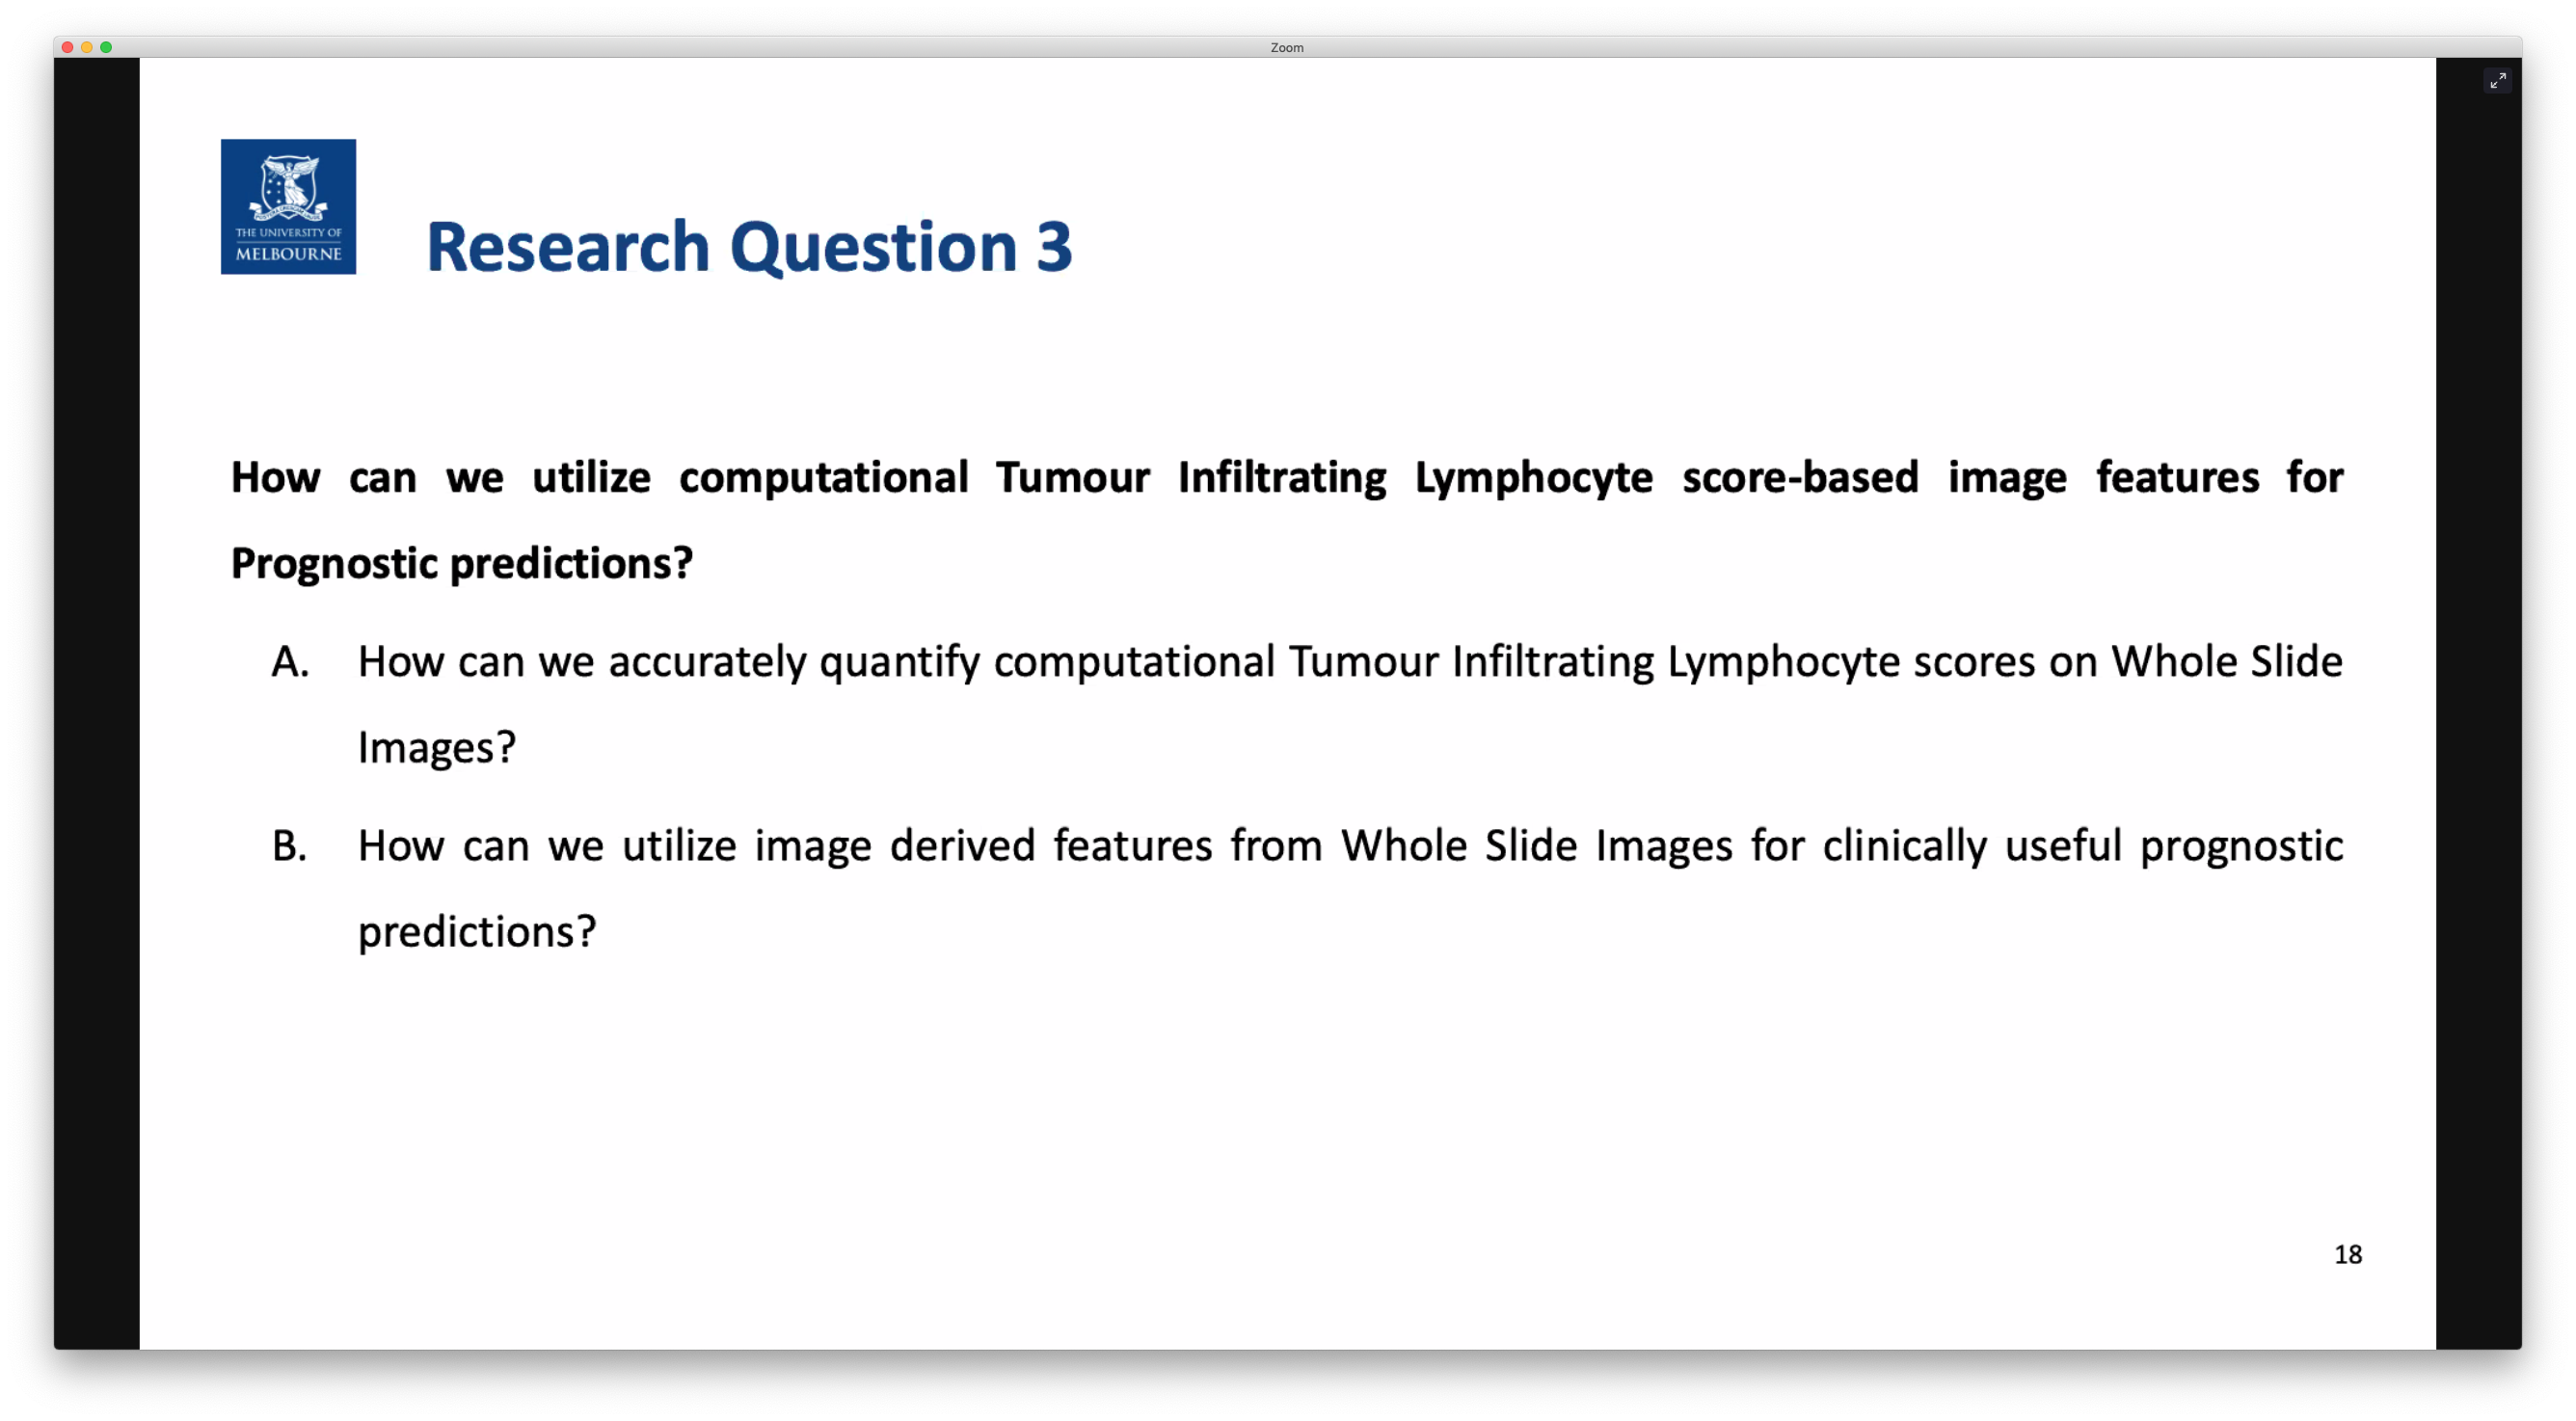 Zoom
THE UNIVERSITY OF
MELBOURNE
Research Question 3
How can we utilize computational Tumour Infiltrating Lymphocyte score-based image features for
Prognostic predictions?
A. How can we accurately quantify computational Tumour Infiltrating Lymphocyte scores on Whole Slide
Images?
B. How can we utilize image derived features from Whole Slide Images for clinically useful prognostic
predictions?
18